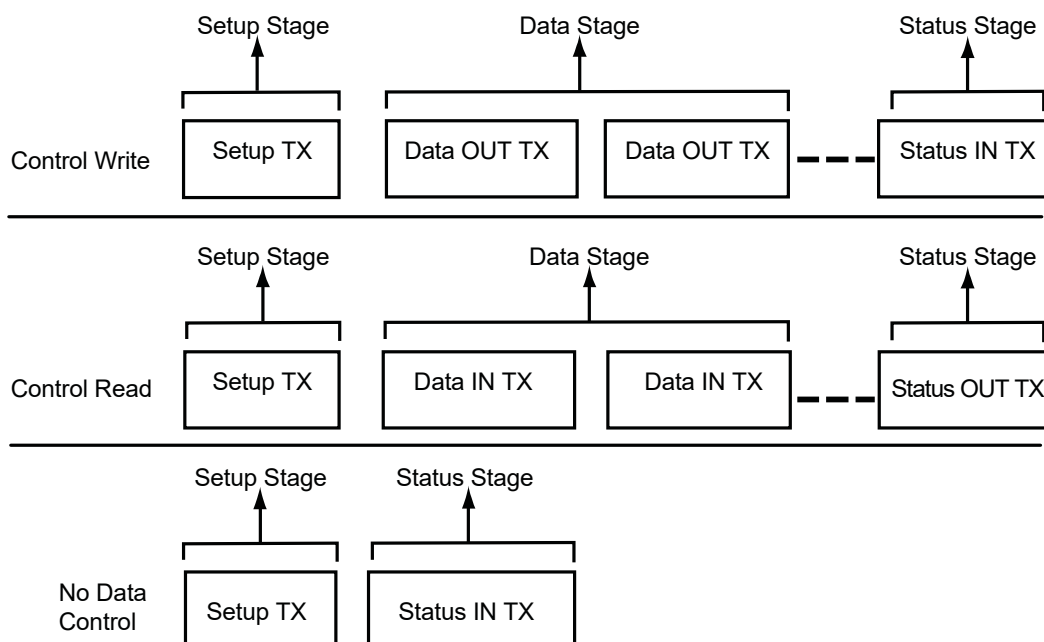 Setup Stage Data Stage Status Stage
Control Write Setup TX Data OUT TX Data OUT TX Status IN TX
Setup Stage Data Stage Status Stage
Control Read Setup TX Data IN TX Data IN TX Status OUT TX
Setup Stage Status Stage
No Data
Control
Setup TX Status IN TX